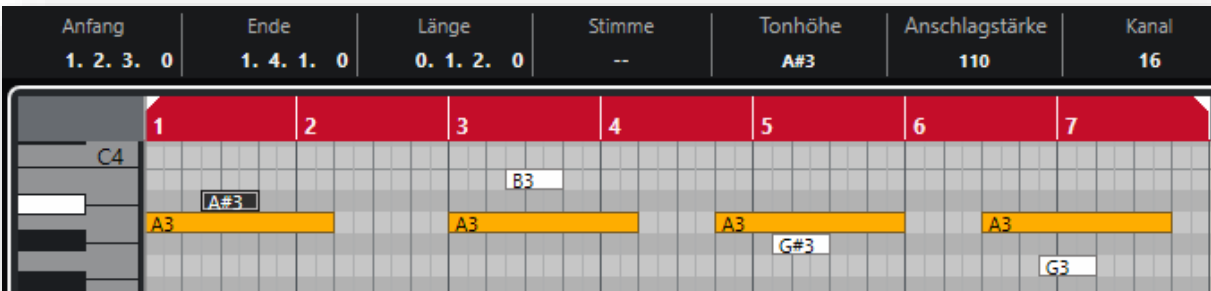 Anfang Ende Länge Stimme Tonhöhe Anschlagstärke Kanal
1. 2. 3. 0 1. 4. 1. 0 0. 1. 2. 0 -- A#3 110 16
1 2 3 4 5 6 7
C4
B3
A#3
A3 A3 A3 A3
G#3
G3